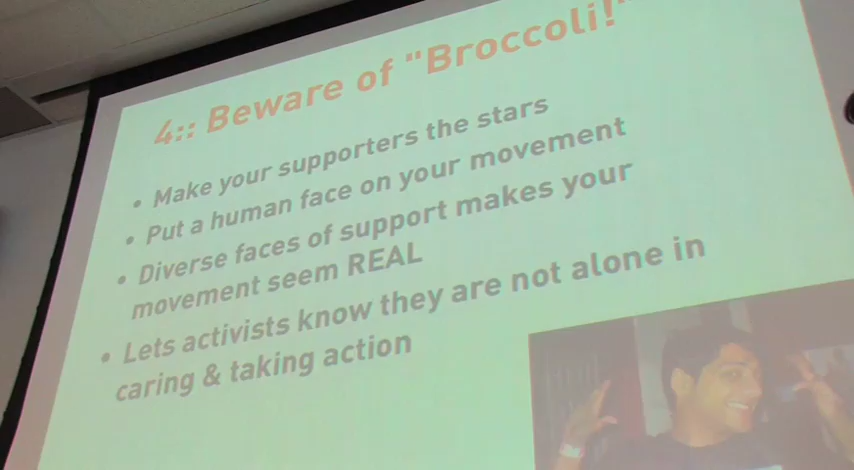 4:: Beware of "Broccoli!"
• Make your supporters the stars
• Put a human face on your movement
• Diverse faces of support makes your
movement seem REAL
• Lets activists know they are not alone in
caring & taking action